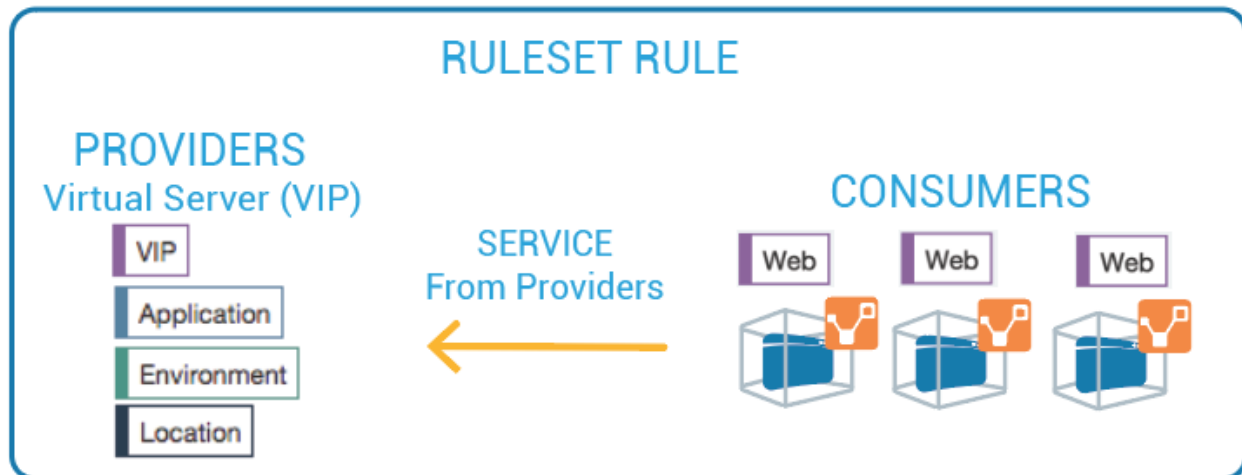 RULESET RULE
PROVIDERS
Virtual Server (VIP)
VIP
Application
Environment
Location
SERVICE
From Providers
CONSUMERS
Web
Web
Web